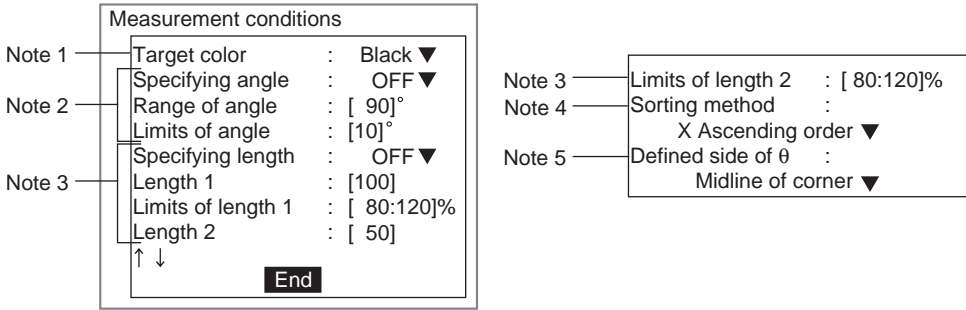 Measurement conditions
Note 1
Target color : Black ▼
Specifying angle : OFF ▼
Note 2
Range of angle : [ 90]°
Limits of angle : [10]°
Specifying length : OFF ▼
Note 3
Length 1 : [100]
Limits of length 1 : [ 80:120]%
Length 2 : [ 50]
↑ ↓
End
Note 3
Limits of length 2 : [ 80:120]%
Note 4
Sorting method :
X Ascending order ▼
Note 5
Defined side of θ :
Midline of corner ▼